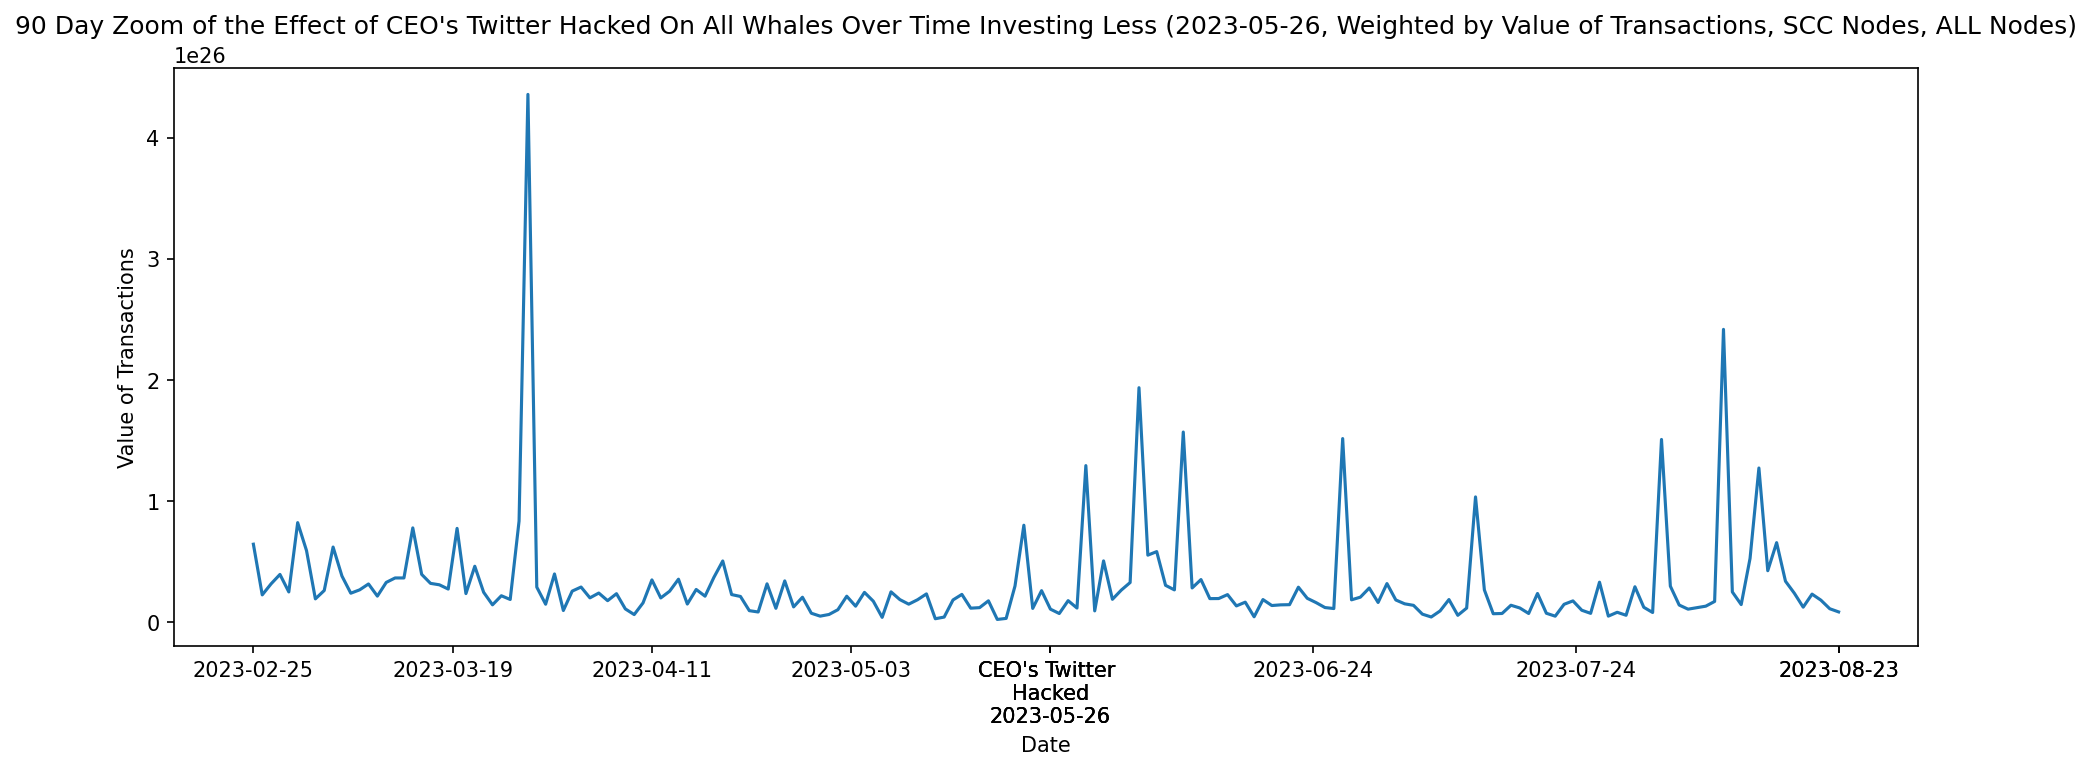 90 Day Zoom of the Effect of CEO's Twitter Hacked On All Whales Over Time Investing Less (2023-05-26, Weighted by Value of Transactions, SCC Nodes, ALL Nodes)
1e26
4
3
2
1
0
Value of Transactions
2023-02-25
2023-03-19
2023-04-11
2023-05-03
CEO's Twitter
Hacked
2023-05-26
2023-06-24
2023-07-24
2023-08-23
Date